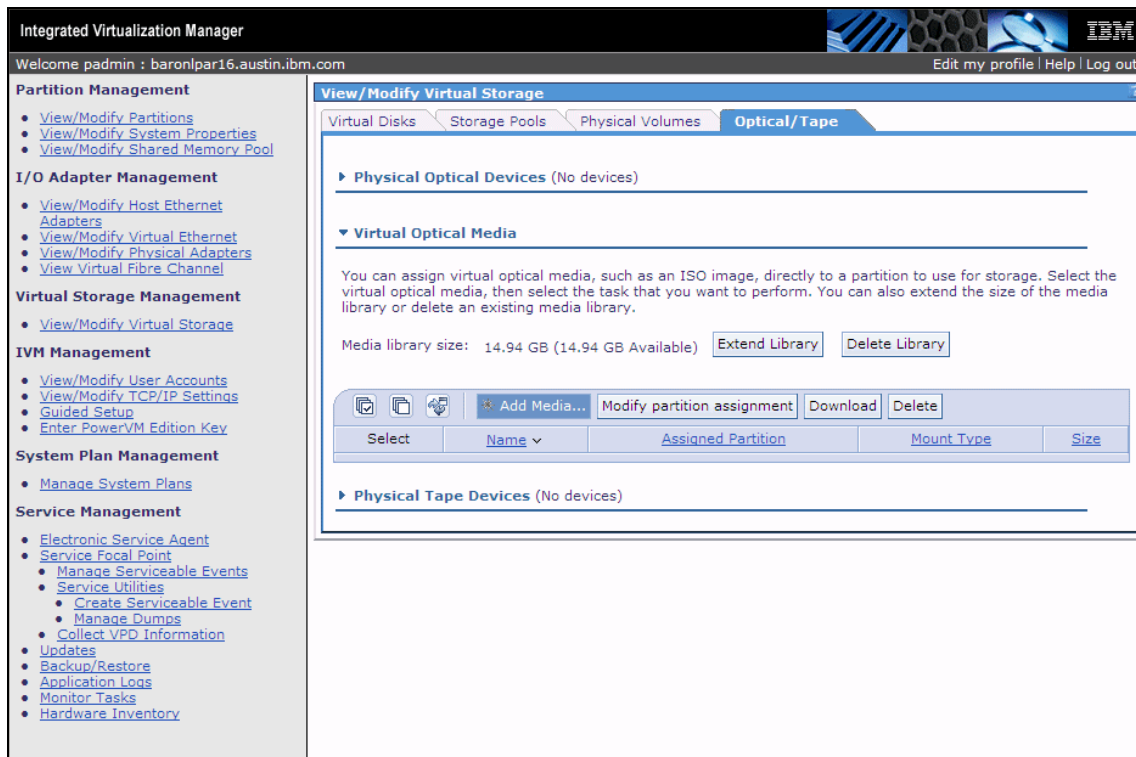 Integrated Virtualization Manager
IBM
Welcome padmin : baronlpar16.austin.ibm.com
Edit my profile | Help | Log out
Partition Management
View/Modify Partitions
View/Modify System Properties
View/Modify Shared Memory Pool
I/O Adapter Management
View/Modify Host Ethernet
Adapters
View/Modify Virtual Ethernet
View/Modify Physical Adapters
View Virtual Fibre Channel
Virtual Storage Management
View/Modify Virtual Storage
IVM Management
View/Modify User Accounts
View/Modify TCP/IP Settings
Guided Setup
Enter PowerVM Edition Key
System Plan Management
Manage System Plans
Service Management
Electronic Service Agent
Service Focal Point
Manage Serviceable Events
Service Utilities
Create Serviceable Event
Manage Dumps
Collect VPD Information
Updates
Backup/Restore
Application Logs
Monitor Tasks
Hardware Inventory
View/Modify Virtual Storage
?
Virtual Disks Storage Pools Physical Volumes Optical/Tape
Physical Optical Devices (No devices)
Virtual Optical Media
You can assign virtual optical media, such as an ISO image, directly to a partition to use for storage. Select the
virtual optical media, then select the task that you want to perform. You can also extend the size of the media
library or delete an existing media library.
Media library size: 14.94 GB (14.94 GB Available) Extend Library Delete Library
Add Media... Modify partition assignment Download Delete
Select Name Assigned Partition Mount Type Size
Physical Tape Devices (No devices)